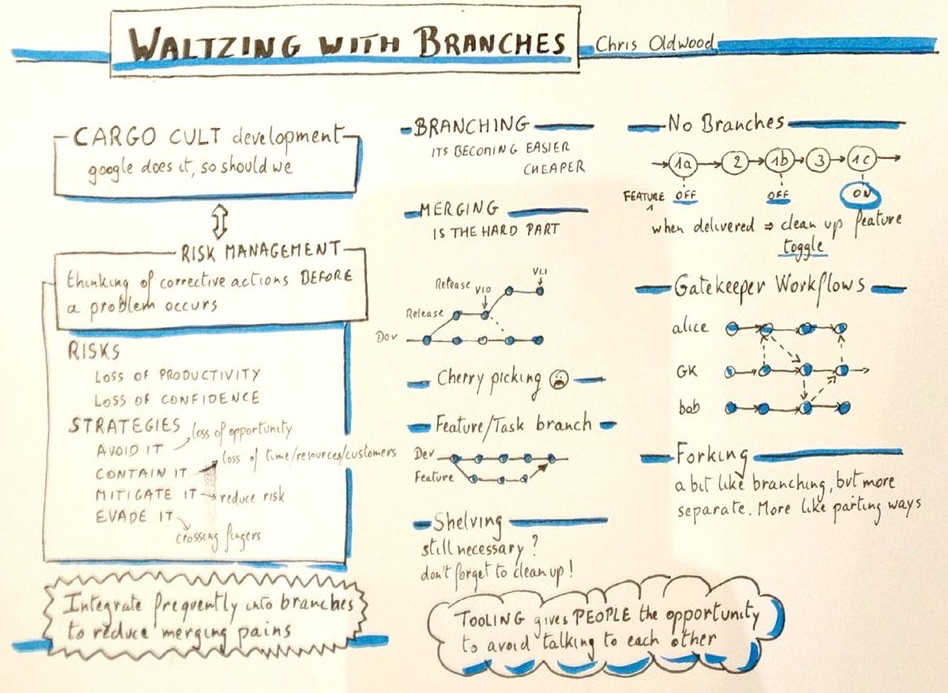 WALTZING WITH BRANCHES
Chris Oldwood
CARGO CULT development
google does it, so should we
RISK MANAGEMENT
thinking of corrective actions BEFORE
a problem occurs
RISKS
LOSS OF PRODUCTIVITY
LOSS OF CONFIDENCE
STRATEGIES
AVOID IT loss of opportunity
CONTAIN IT loss of time/resources/customers
MITIGATE IT reduce risk
EVADE IT
crossing fingers
Integrate frequently into branches
to reduce merging pains
BRANCHING
ITS BECOMING EASIER
CHEAPER
MERGING
IS THE HARD PART
Release V1.0 V1.1
Release
Dev
Cherry picking
Feature/Task branch
Dev
Feature
Shelving
still necessary?
don't forget to clean up!
TOOLING gives PEOPLE the opportunity
to avoid talking to each other
No Branches
1a 2 1b 3 1c
FEATURE 1 OFF OFF ON
when delivered ⇒ clean up feature
toggle
Gatekeeper Workflows
alice
GK
bab
Forking
a bit like branching, but more
separate. More like parting ways